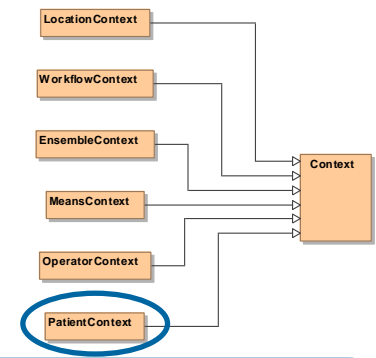 LocationContext
WorkflowContext
EnsembleContext
Context
MeansContext
OperatorContext
PatientContext